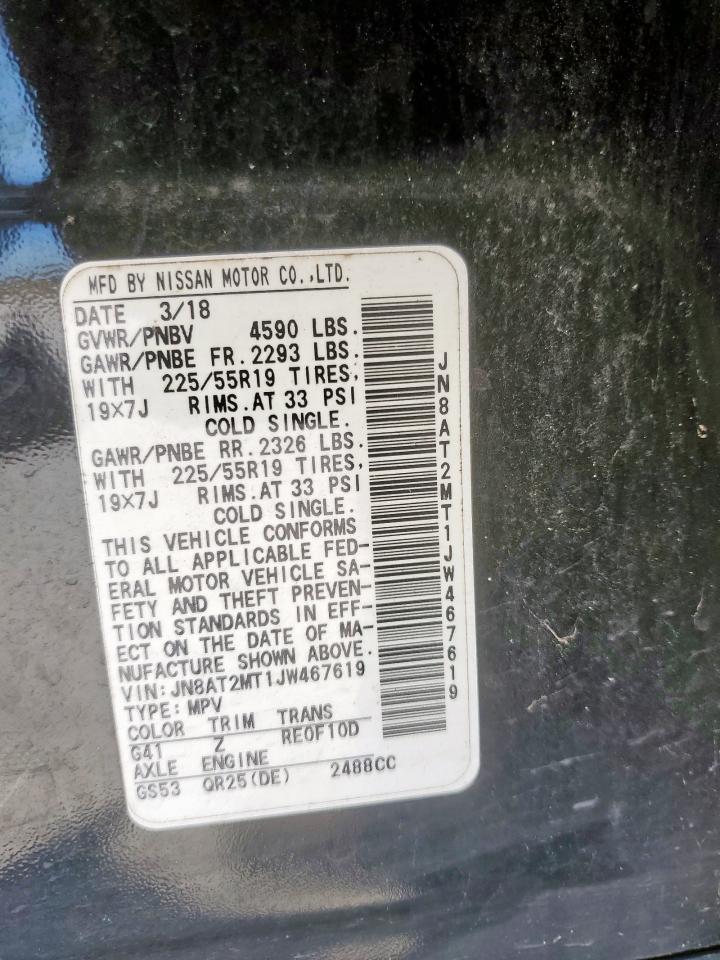 MFD BY NISSAN MOTOR CO.,LTD.
DATE 3/18
GVWR/PNBV 4590 LBS.
GAWR/PNBE FR. 2293 LBS.
WITH 225/55R19 TIRES,
19×7J RIMS. AT 33 PSI
COLD SINGLE.
GAWR/PNBE RR. 2326 LBS.
WITH 225/55R19 TIRES,
19×7J RIMS. AT 33 PSI
COLD SINGLE.
THIS VEHICLE CONFORMS
TO ALL APPLICABLE FED-
ERAL MOTOR VEHICLE SA-
FETY AND THEFT PREVEN-
TION STANDARDS IN EFF-
ECT ON THE DATE OF MA-
NUFACTURE SHOWN ABOVE.
VIN: JN8AT2MT1JW467619
TYPE: MPV
COLOR TRIM TRANS
G41 Z RE0F10D
AXLE ENGINE
GS53 QR25(DE) 2488CC
JN8AT2MT1JW467619